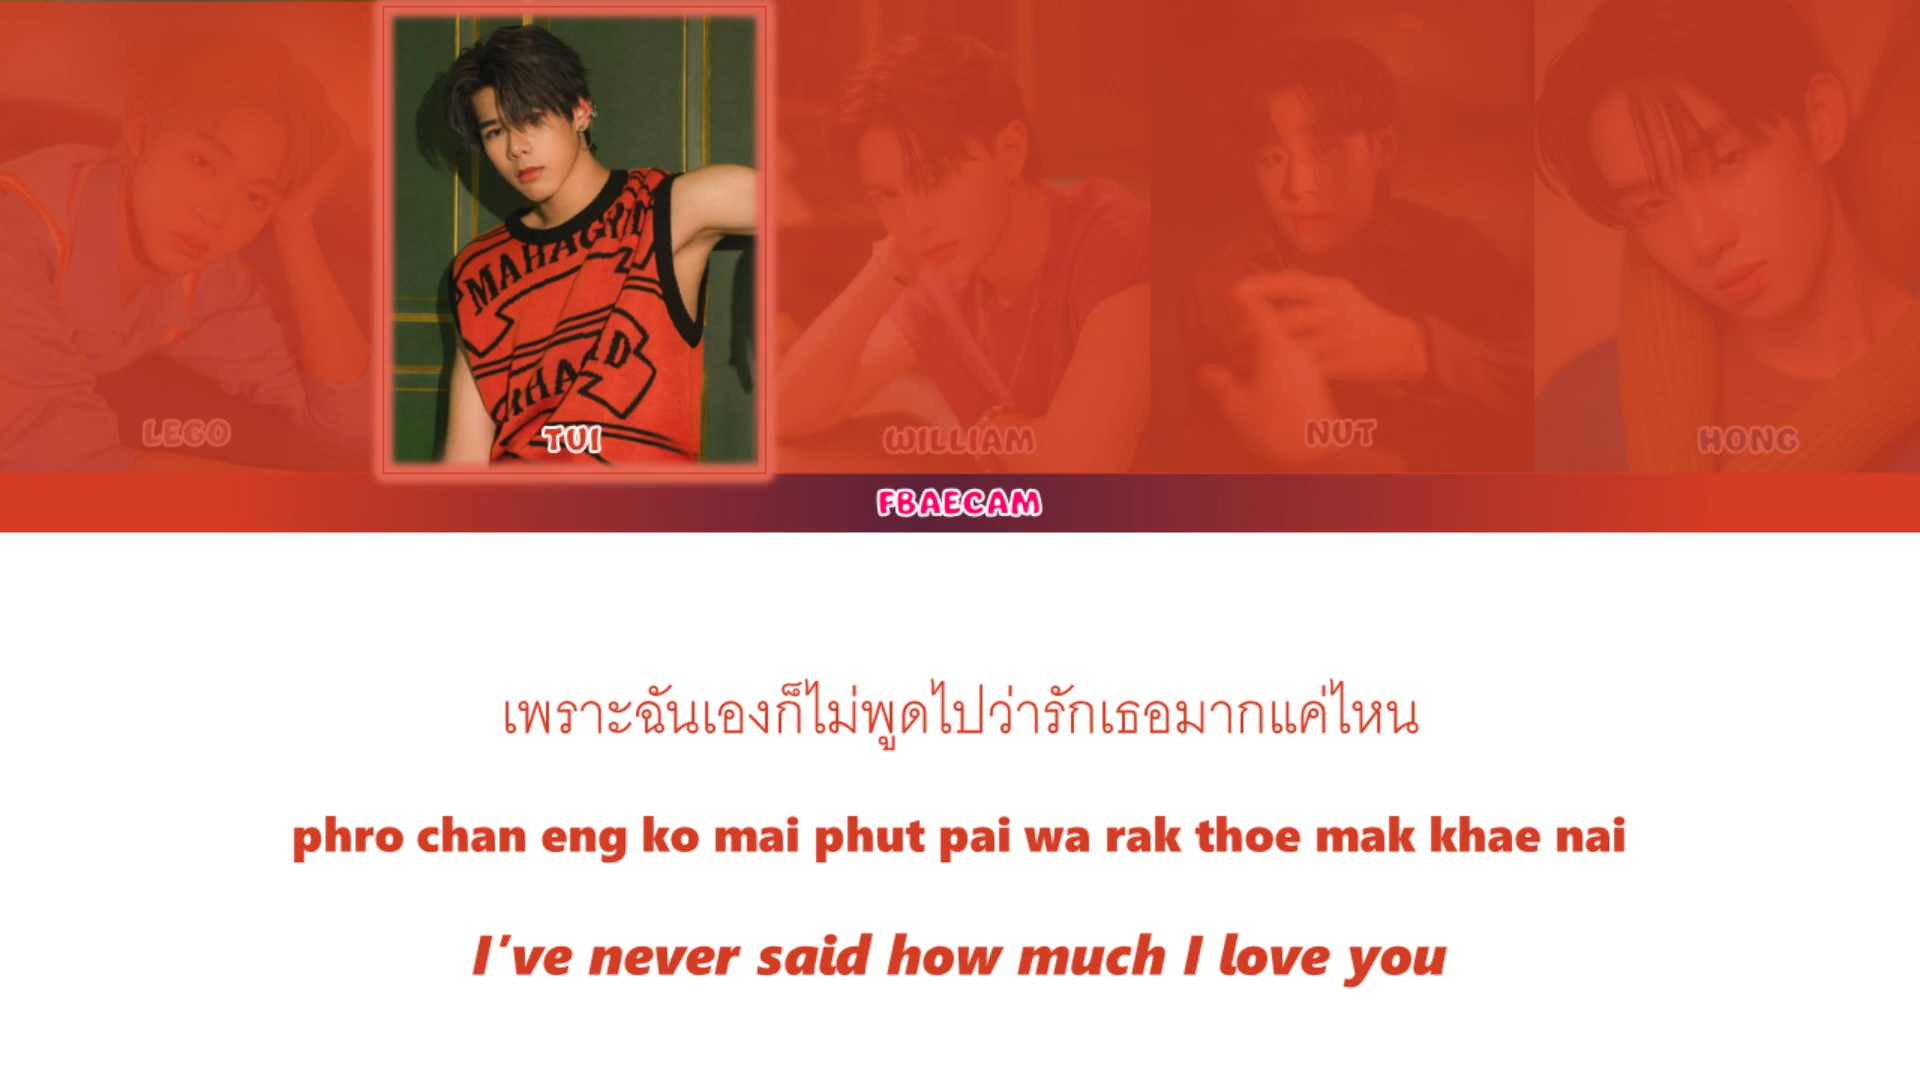 MAHAGRID
LEGO
TUI
WILLIAM
NUT
HONG
FBAECAM
เพราะฉันเองก็ไม่พูดไปว่ารักเธอมากแค่ไหน
phro chan eng ko mai phut pai wa rak thoe mak khae nai
I've never said how much I love you